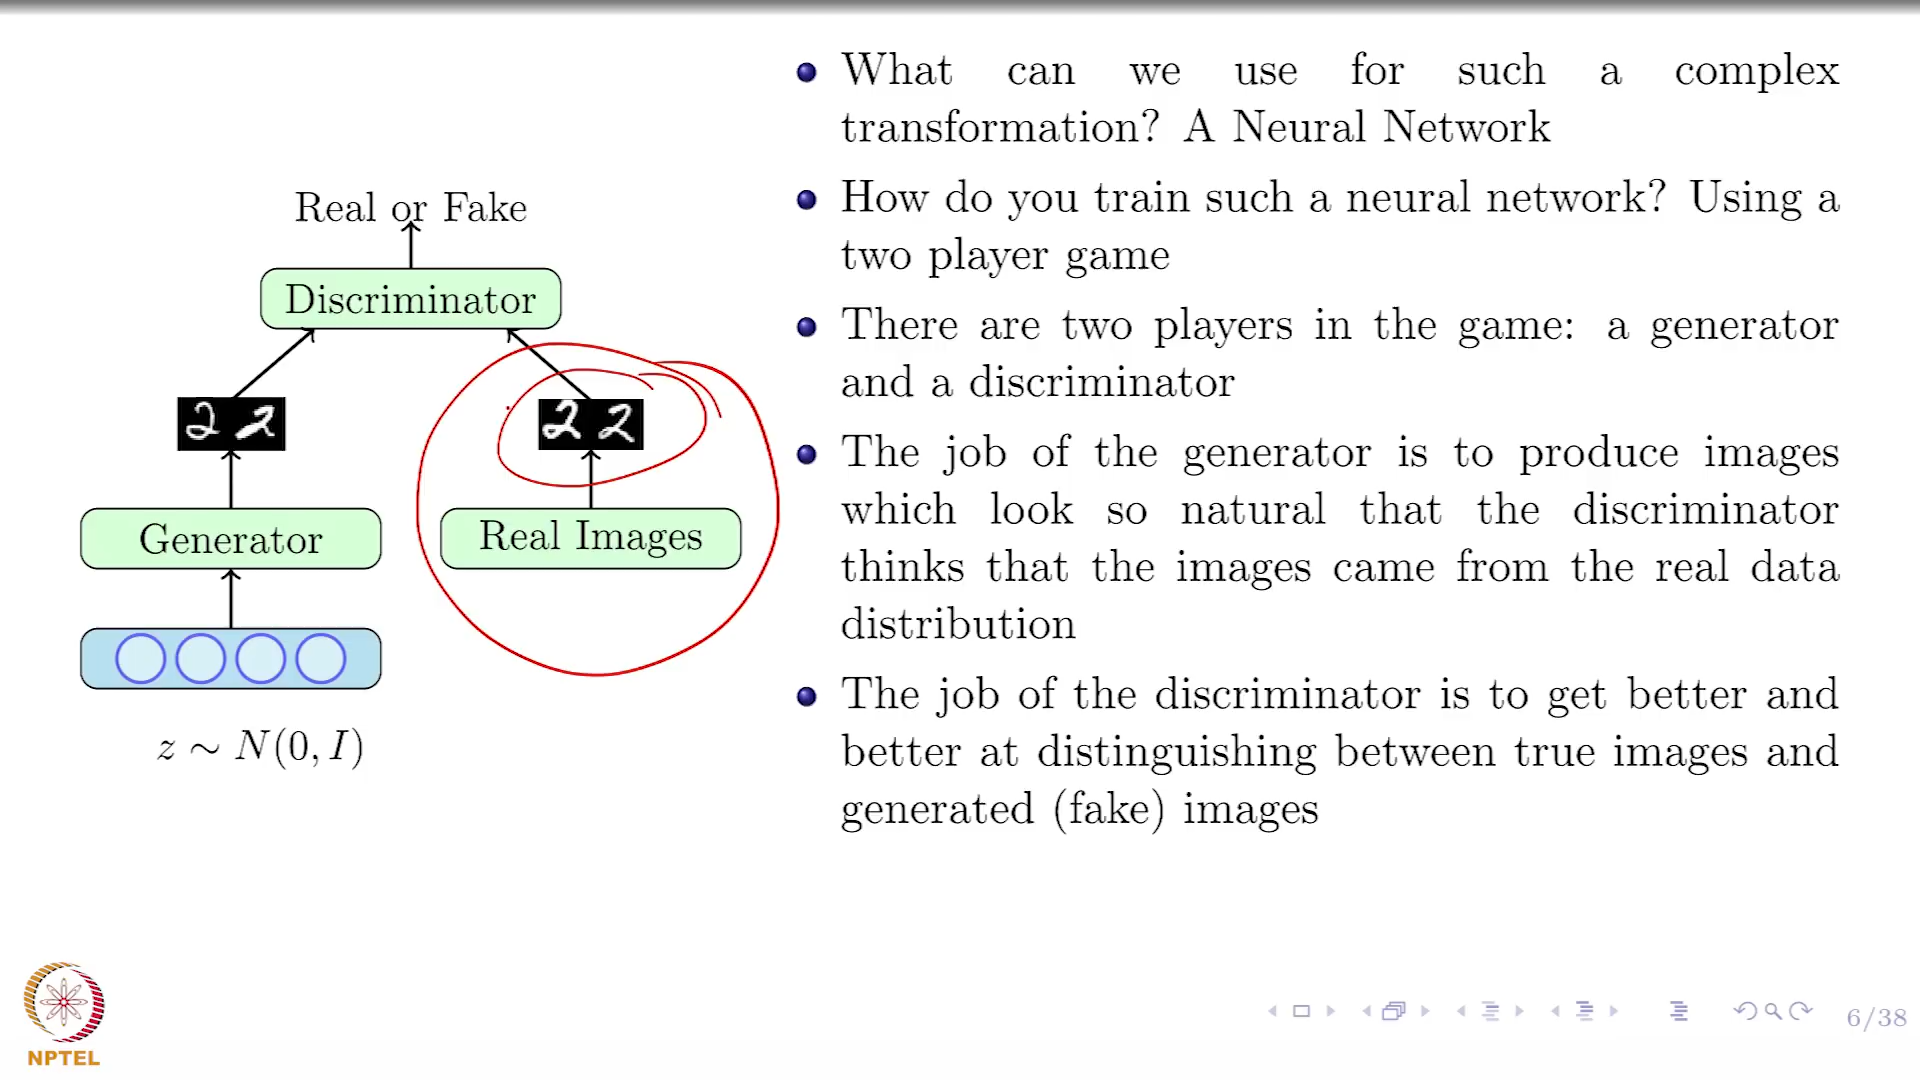 What can we use for such a complex
transformation? A Neural Network
How do you train such a neural network? Using a
two player game
There are two players in the game: a generator
and a discriminator
The job of the generator is to produce images
which look so natural that the discriminator
thinks that the images came from the real data
distribution
The job of the discriminator is to get better and
better at distinguishing between true images and
generated (fake) images
Real or Fake
Discriminator
2 2
2 2
Generator
Real Images
z ∼ N(0, I)
NPTEL
6/38